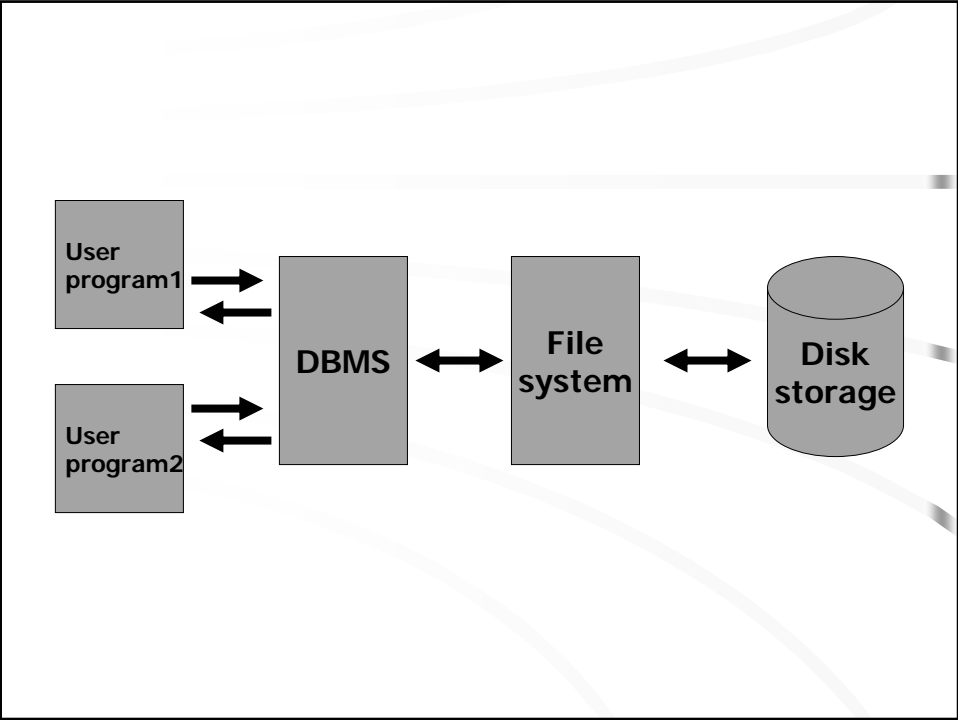 User
program1
User
program2
DBMS
File
system
Disk
storage